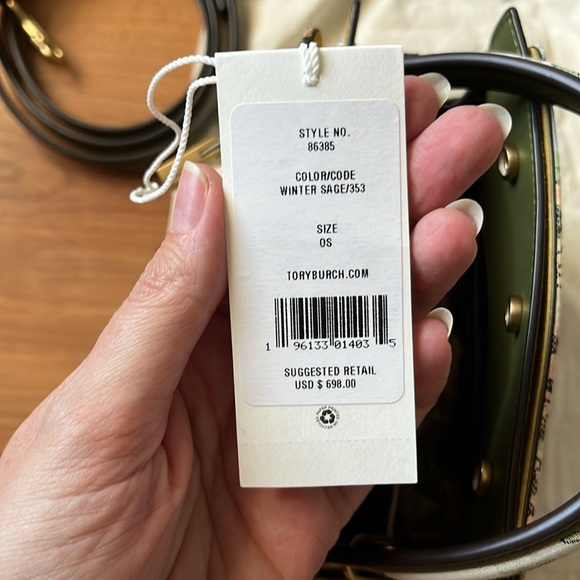 STYLE NO.
86385
COLOR/CODE
WINTER SAGE/353
SIZE
OS
TORYBURCH.COM
1 96133 01403 5
SUGGESTED RETAIL
USD $ 698.00